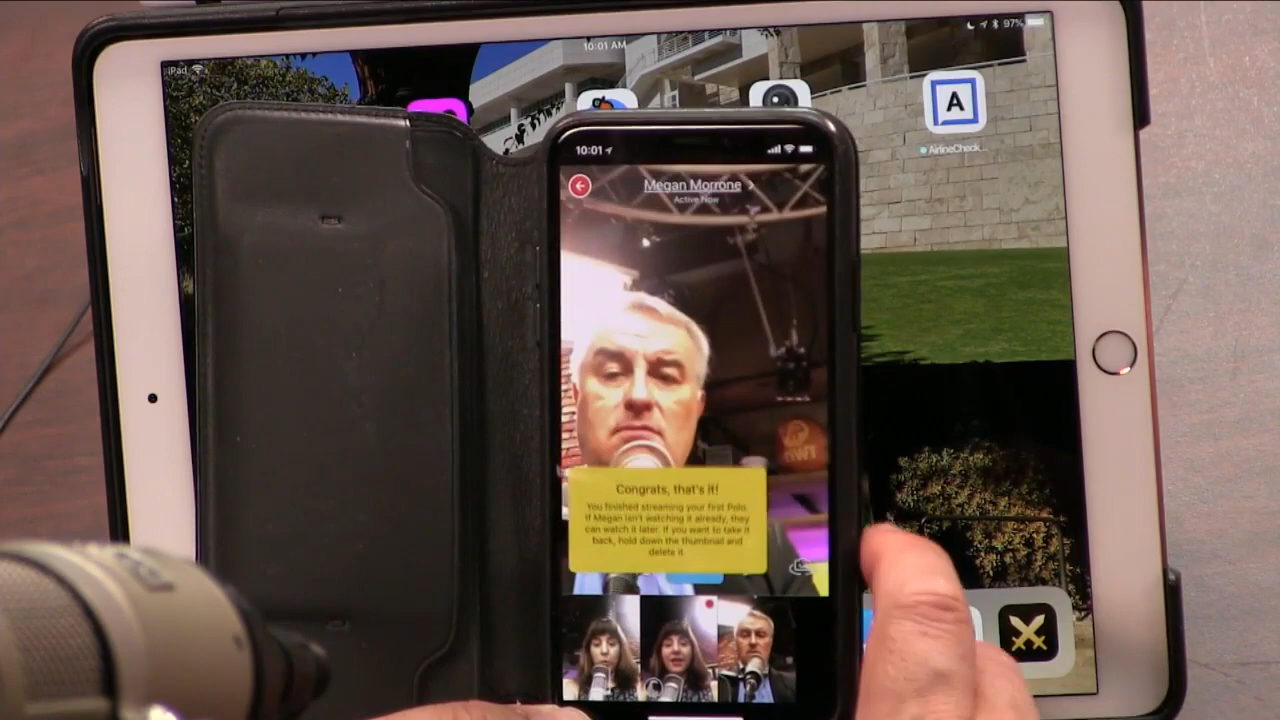 10:01 AM
97%
iPad
A
AirlineCheck...
10:01
Megan Morrone >
Active Now
Congrats, that's it!
You finished streaming your first Polo.
If Megan isn't watching it already, they
can watch it later. If you want to take it
back, hold down the thumbnail and
delete it.